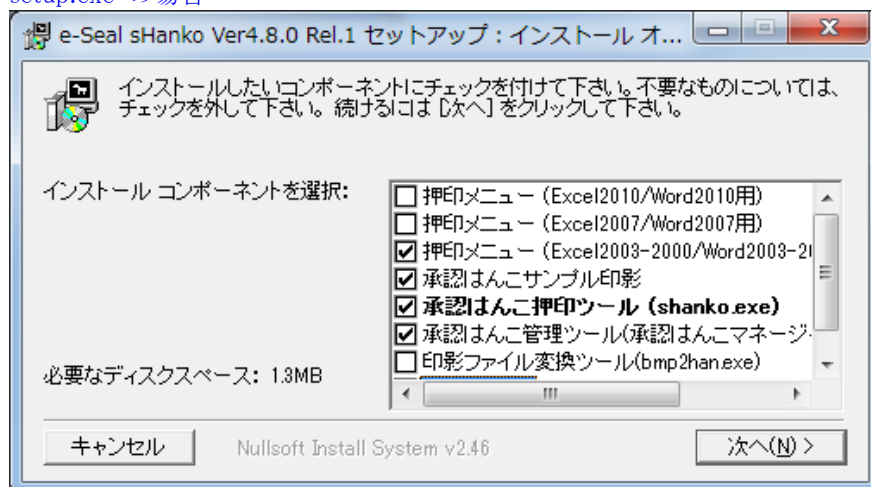 setup.exe の場合
e-Seal sHanko Ver4.8.0 Rel.1 セットアップ：インストール オ...
インストールしたいコンポーネントにチェックを付けて下さい。不要なものについては、
チェックを外して下さい。続けるには [次へ] をクリックして下さい。
インストール コンポーネントを選択:
押印メニュー (Excel2010/Word2010用)
押印メニュー (Excel2007/Word2007用)
押印メニュー (Excel2003-2000/Word2003-2
承認はんこサンプル印影
承認はんこ押印ツール (shanko.exe)
承認はんこ管理ツール(承認はんこマネージ
印影ファイル変換ツール(bmp2han.exe)
必要なディスクスペース: 1.3MB
キャンセル
Nullsoft Install System v2.46
次へ(N) >